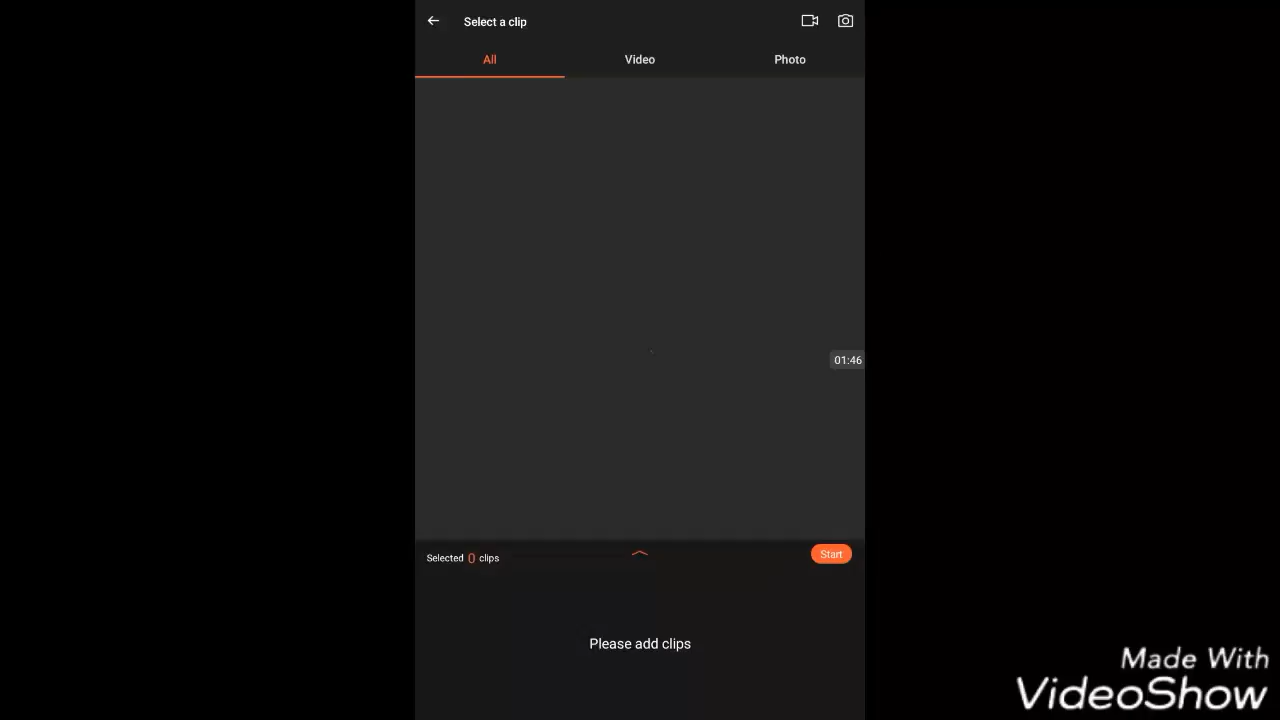 Select a clip
All
Video
Photo
01:46
Selected 0 clips
Start
Please add clips
Made With
VideoShow